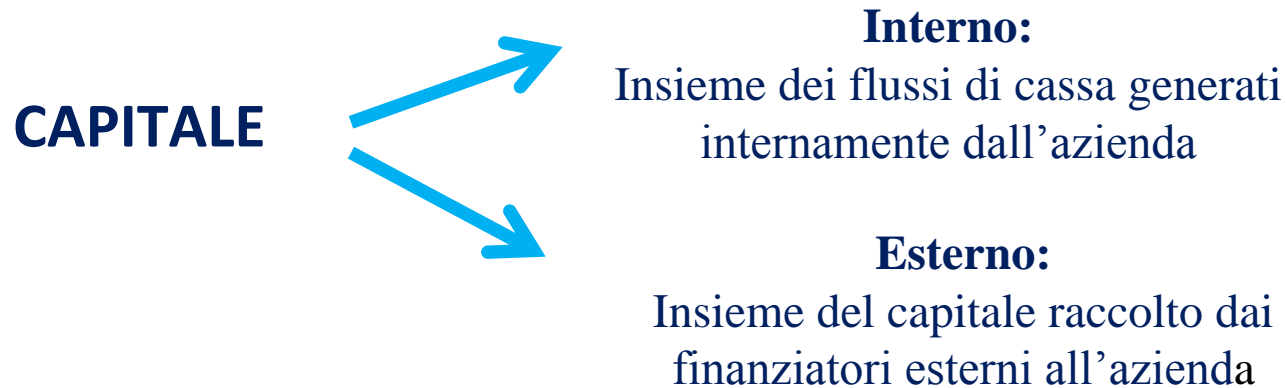 CAPITALE
Interno:
Insieme dei flussi di cassa generati
internamente dall’azienda
Esterno:
Insieme del capitale raccolto dai
finanziatori esterni all’azienda